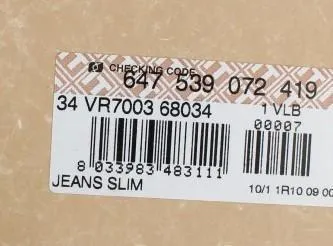 CHECKING CODE
647 539 072 419
34 VR7003 68034
1 VLB
00007
8 033983 483111
JEANS SLIM
10/1 1R10 09 00